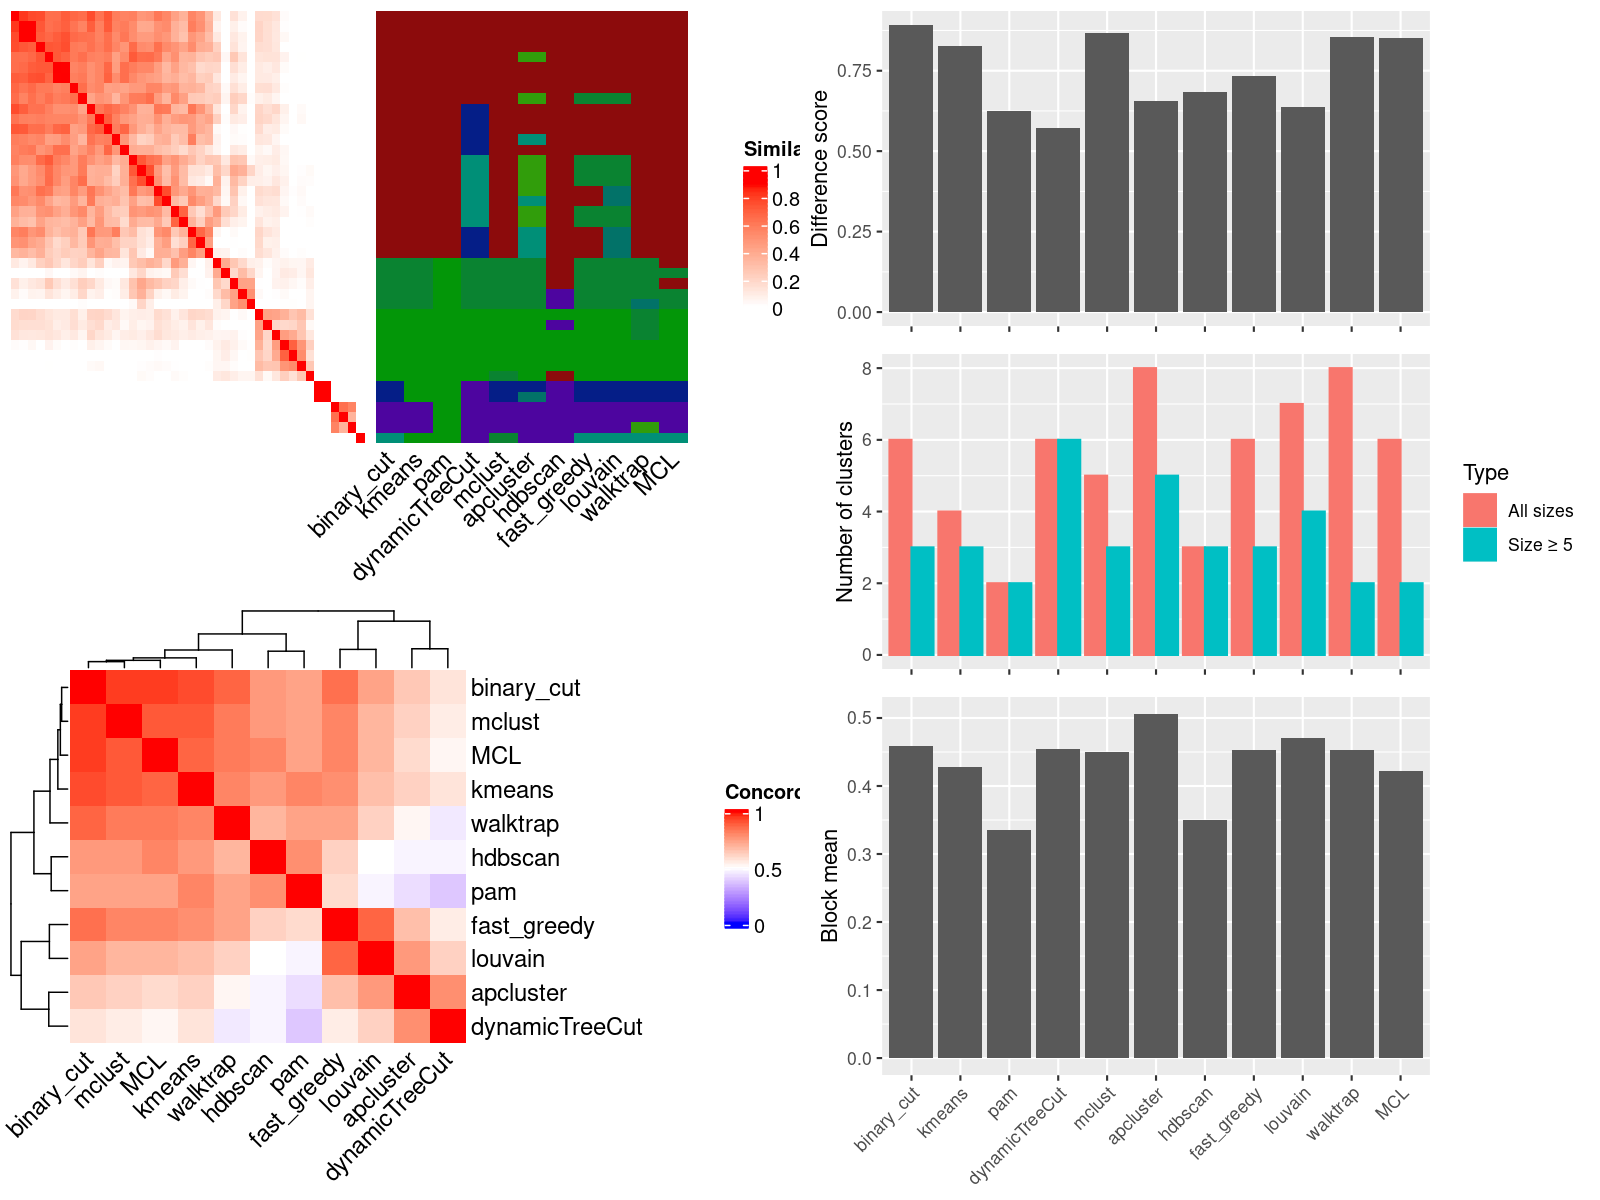 Simila
1
0.8
0.6
0.4
0.2
0
binary_cut
kmeans
pam
dynamicTreeCut
mclust
apcluster
hdbscan
fast_greedy
louvain
walktrap
MCL
binary_cut
mclust
MCL
kmeans
walktrap
hdbscan
pam
fast_greedy
louvain
apcluster
dynamicTreeCut
binary_cut
mclust
MCL
kmeans
walktrap
hdbscan
pam
fast_greedy
louvain
apcluster
dynamicTreeCut
Concord
1
0.5
0
Difference score
0.75
0.50
0.25
0.00
Number of clusters
8
6
4
2
0
Type
All sizes
Size ≥ 5
Block mean
0.5
0.4
0.3
0.2
0.1
0.0
binary_cut
kmeans
pam
dynamicTreeCut
mclust
apcluster
hdbscan
fast_greedy
louvain
walktrap
MCL